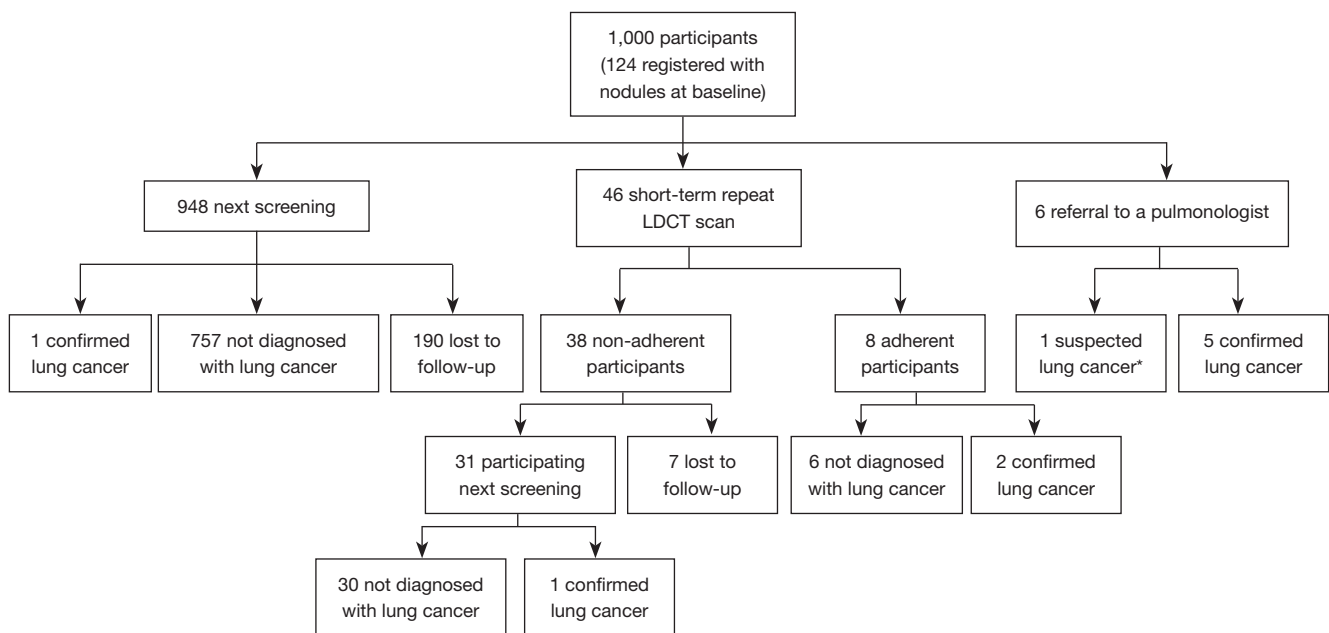 1,000 participants
(124 registered with
nodules at baseline)
948 next screening
46 short-term repeat
LDCT scan
6 referral to a pulmonologist
1 confirmed
lung cancer
757 not diagnosed
with lung cancer
190 lost to
follow-up
38 non-adherent
participants
8 adherent
participants
1 suspected
lung cancer*
5 confirmed
lung cancer
31 participating
next screening
7 lost to
follow-up
6 not diagnosed
with lung cancer
2 confirmed
lung cancer
30 not diagnosed
with lung cancer
1 confirmed
lung cancer